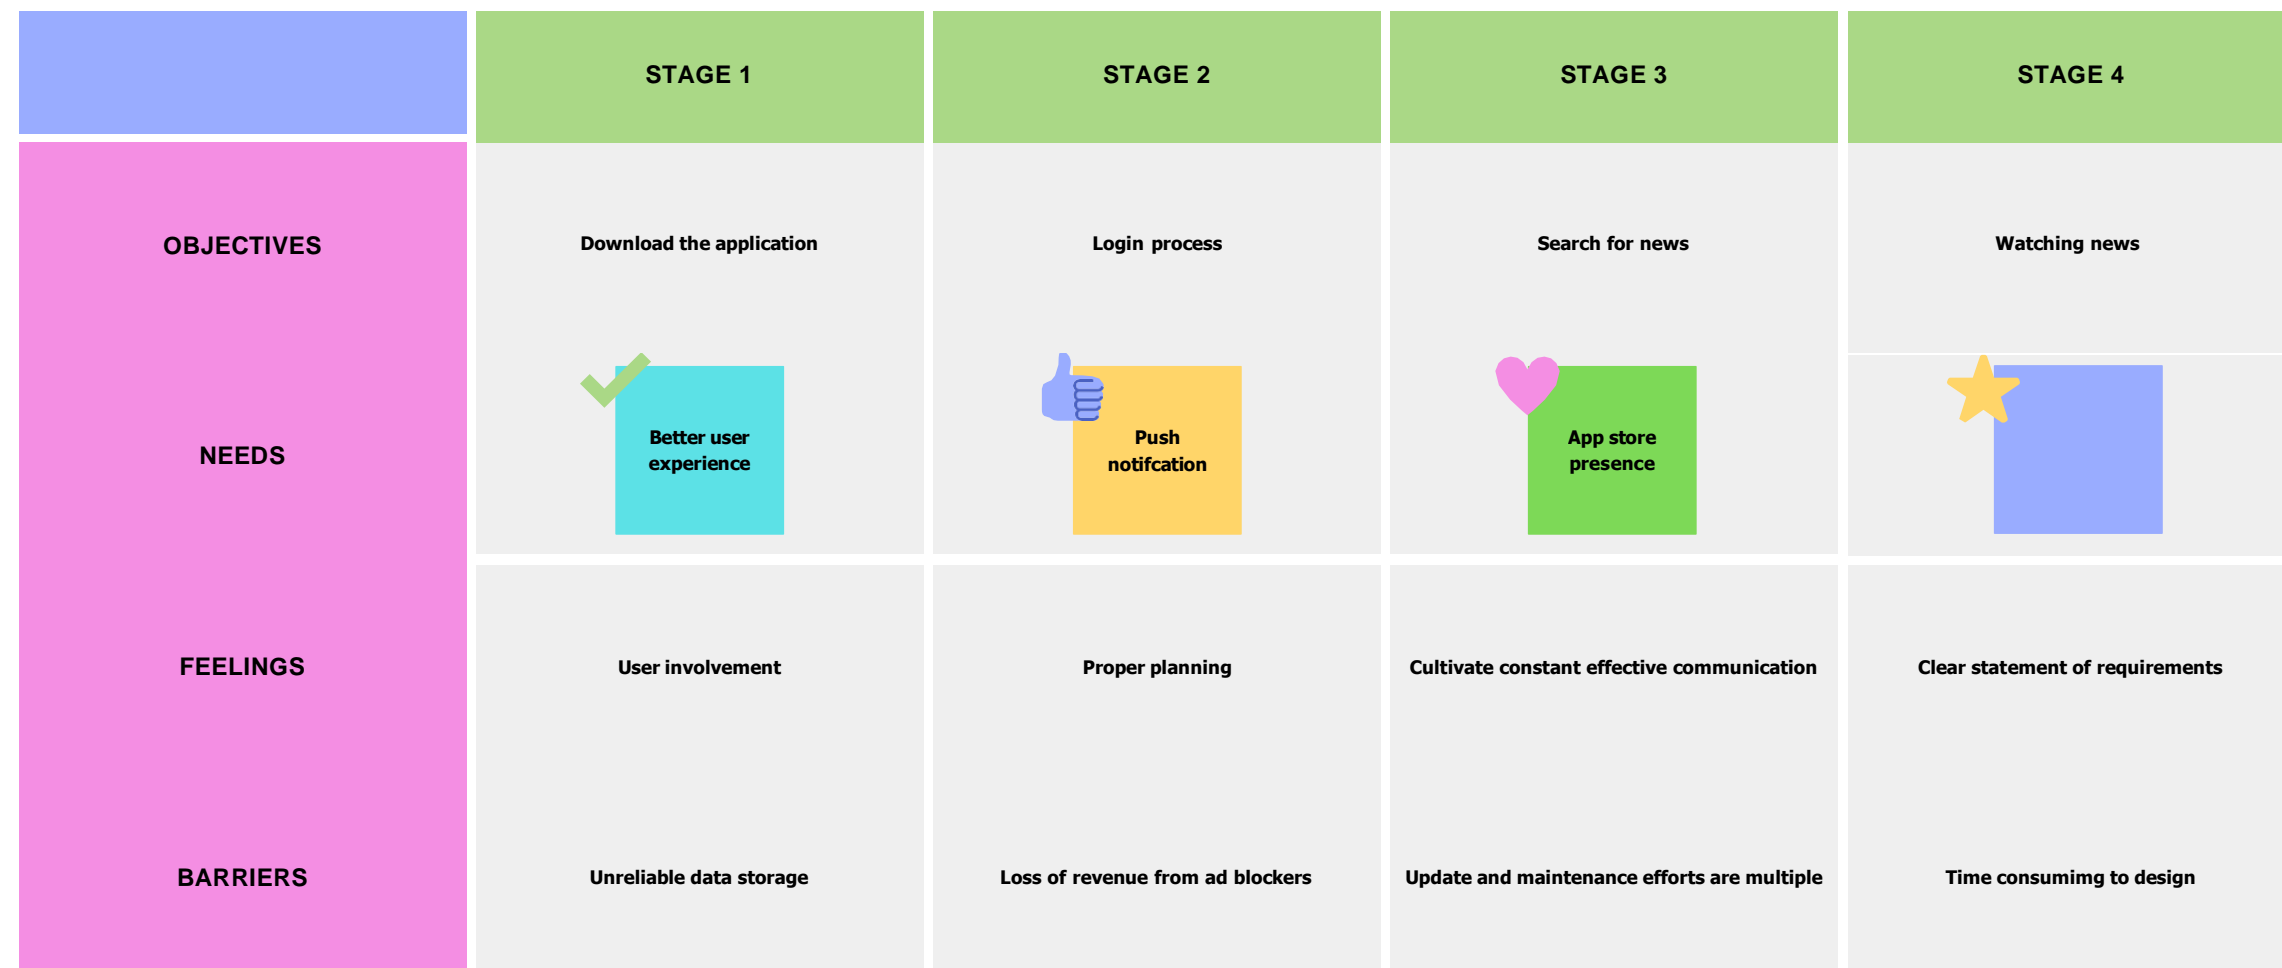 STAGE 1
STAGE 2
STAGE 3
STAGE 4
OBJECTIVES
Download the application
Login process
Search for news
Watching news
NEEDS
Better user
experience
Push
notifcation
App store
presence
FEELINGS
User involvement
Proper planning
Cultivate constant effective communication
Clear statement of requirements
BARRIERS
Unreliable data storage
Loss of revenue from ad blockers
Update and maintenance efforts are multiple
Time consumimg to design